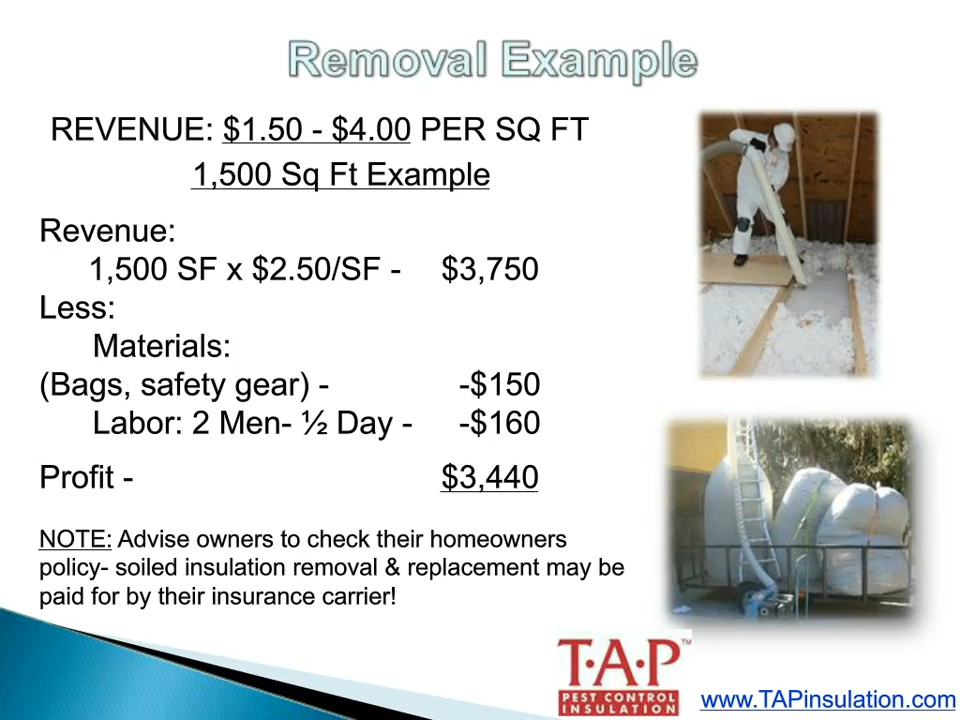 Removal Example
REVENUE: $1.50 - $4.00 PER SQ FT
1,500 Sq Ft Example
Revenue:
1,500 SF x $2.50/SF - $3,750
Less:
Materials:
(Bags, safety gear) - -$150
Labor: 2 Men- ½ Day - -$160
Profit - $3,440
NOTE: Advise owners to check their homeowners
policy- soiled insulation removal & replacement may be
paid for by their insurance carrier!
T·A·P™
PEST CONTROL
INSULATION
www.TAPinsulation.com